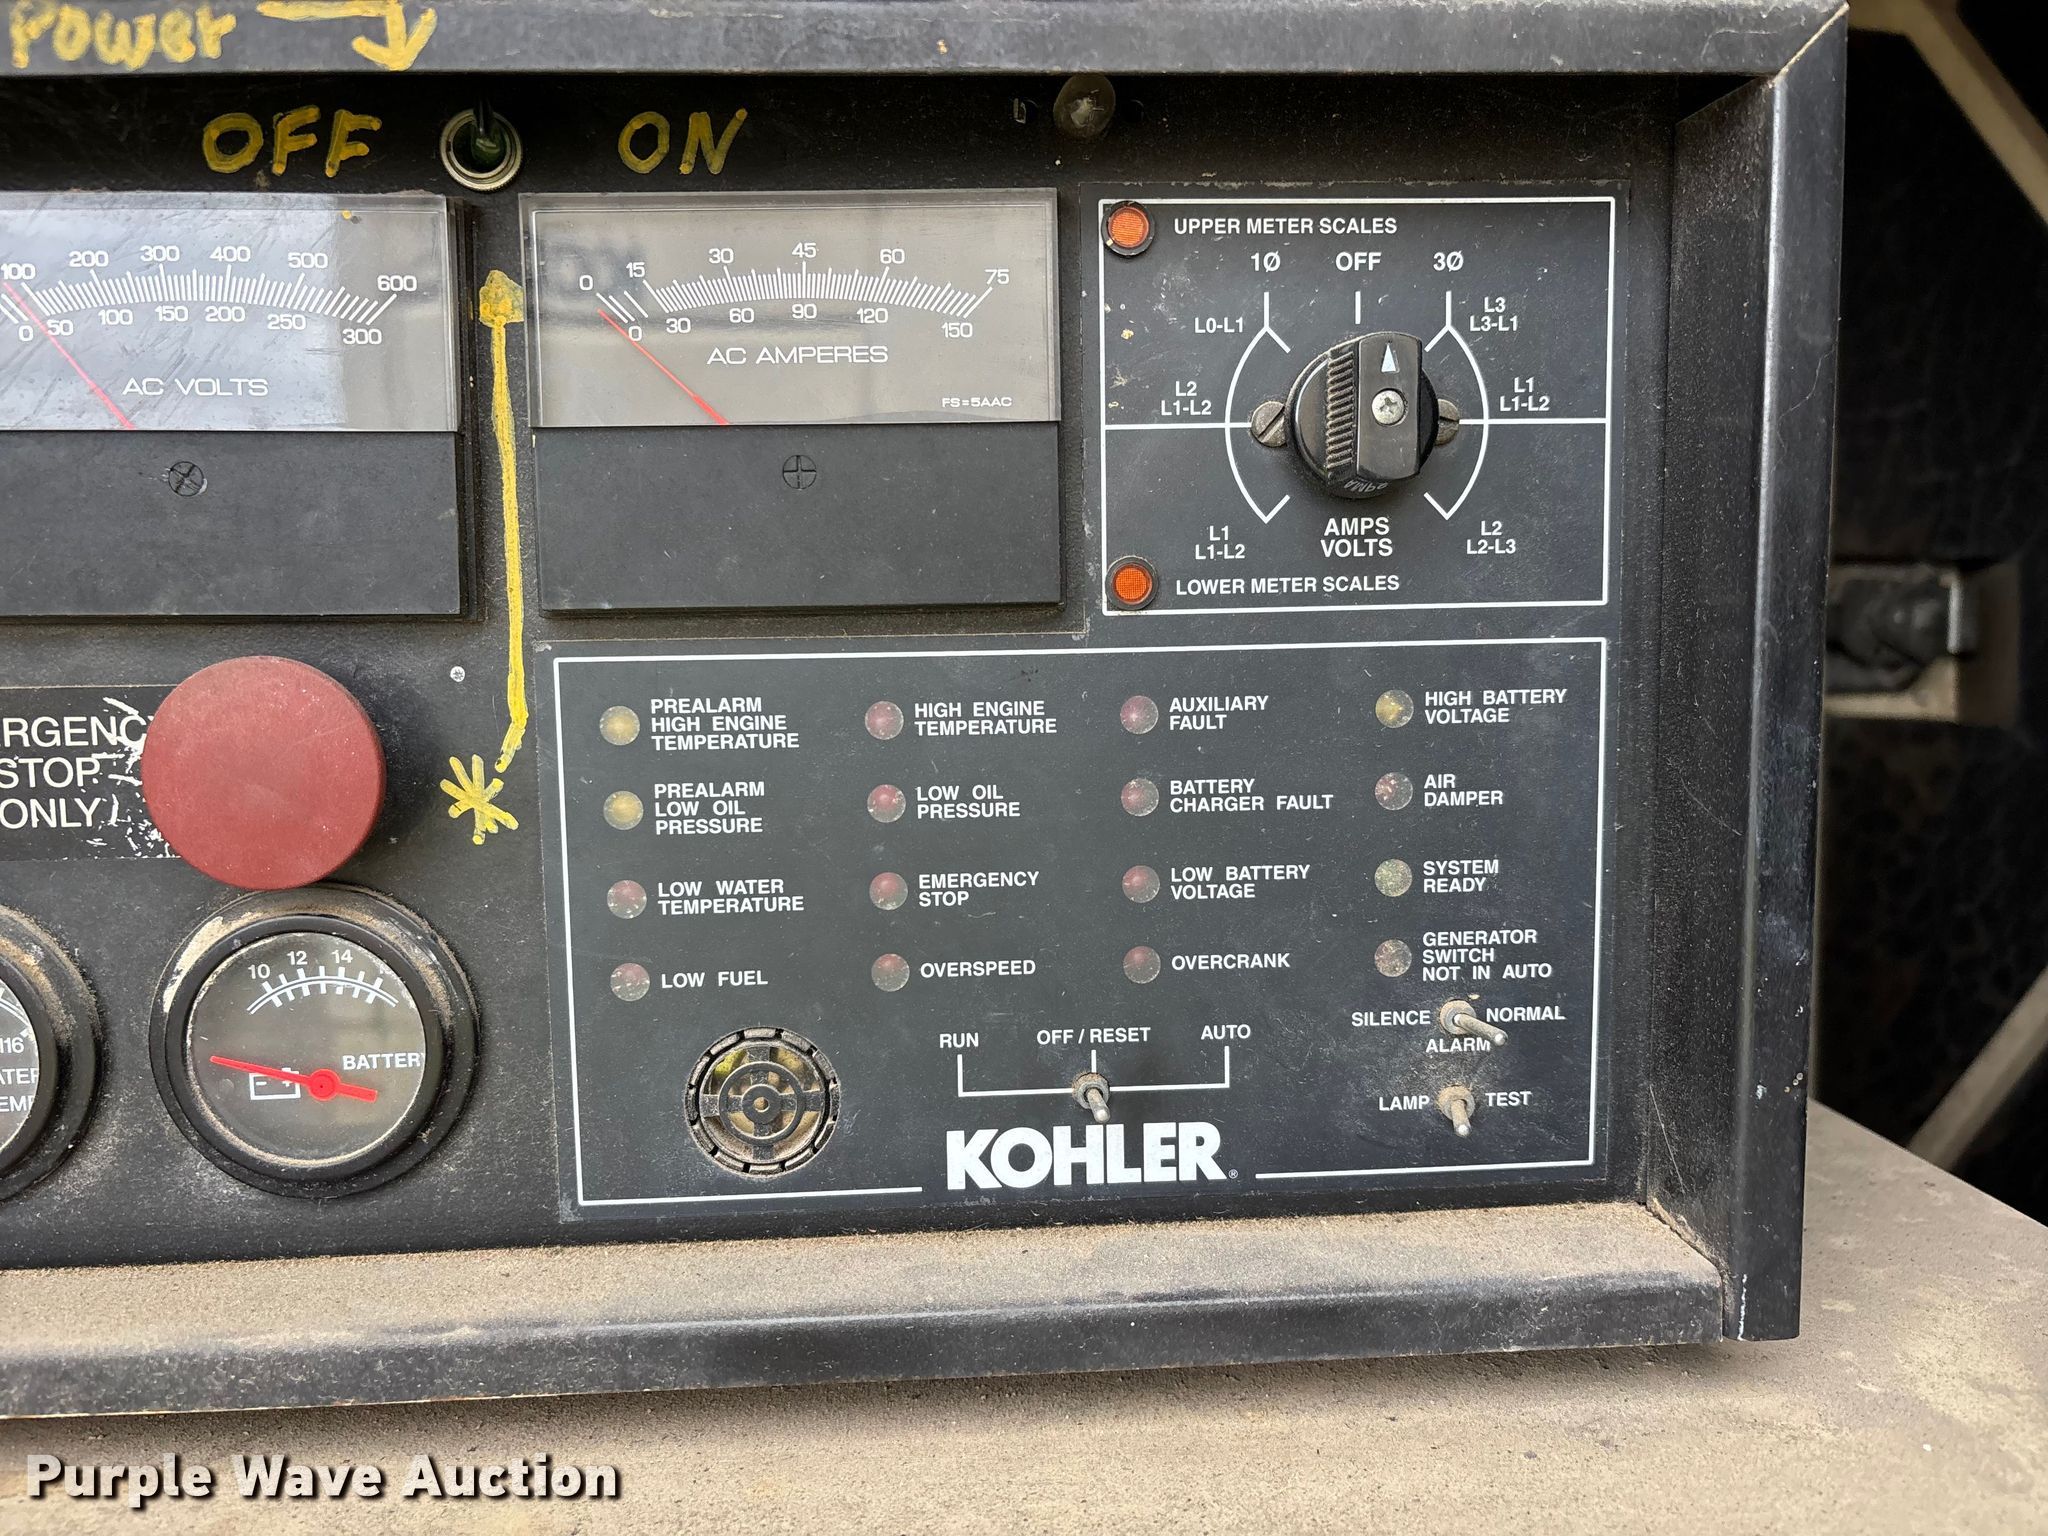 Power
OFF
ON
100 200 300 400 500 600
0 50 100 150 200 250 300
AC VOLTS
0 15 30 45 60 75
0 30 60 90 120 150
AC AMPERES
FS=5AAC
UPPER METER SCALES
1Ø OFF 3Ø
L0-L1
L3
L3-L1
L2
L1-L2
L1
L1-L2
L1
L1-L2
L2
L2-L3
AMPS
VOLTS
LOWER METER SCALES
STOP
ONLY
PREALARM
HIGH ENGINE
TEMPERATURE
HIGH ENGINE
TEMPERATURE
AUXILIARY
FAULT
HIGH BATTERY
VOLTAGE
PREALARM
LOW OIL
PRESSURE
LOW OIL
PRESSURE
BATTERY
CHARGER FAULT
AIR
DAMPER
LOW WATER
TEMPERATURE
EMERGENCY
STOP
LOW BATTERY
VOLTAGE
SYSTEM
READY
LOW FUEL
OVERSPEED
OVERCRANK
GENERATOR
SWITCH
NOT IN AUTO
10 12 14
BATTER
RUN OFF / RESET AUTO
SILENCE NORMAL
ALARM
LAMP TEST
KOHLER®
Purple Wave Auction